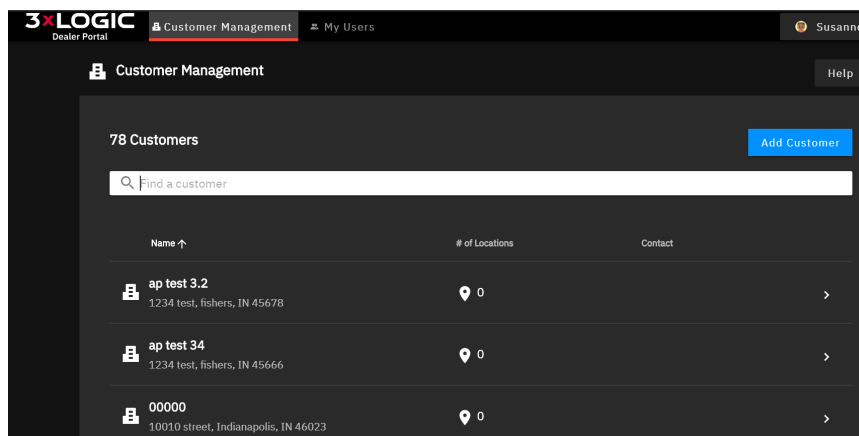 3xLOGIC
Dealer Portal
Customer Management
My Users
Susanne
Customer Management
Help
78 Customers
Add Customer
Find a customer
Name
# of Locations
Contact
ap test 3.2
1234 test, fishers, IN 45678
0
ap test 34
1234 test, fishers, IN 45666
0
00000
10010 street, Indianapolis, IN 46023
0